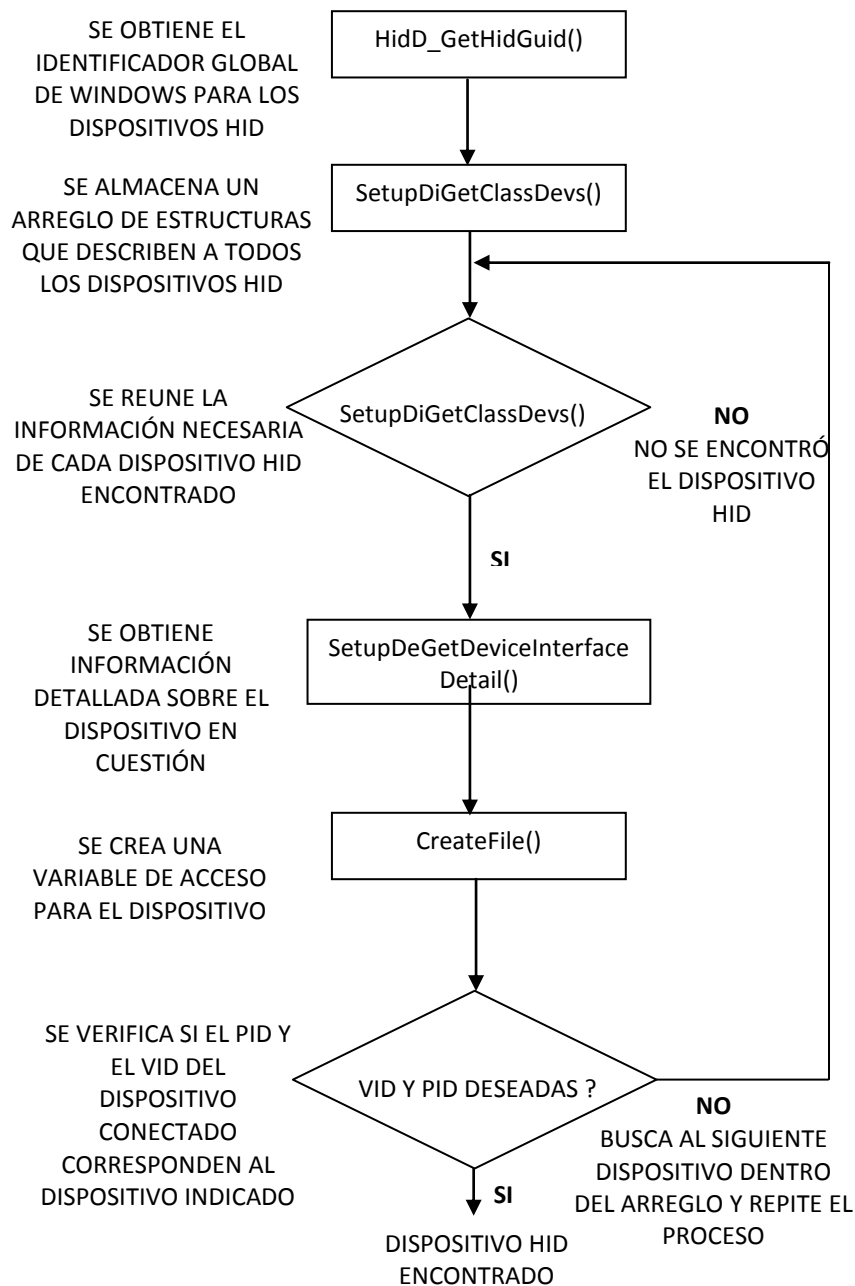 SE OBTIENE EL
IDENTIFICADOR GLOBAL
DE WINDOWS PARA LOS
DISPOSITIVOS HID
HidD_GetHidGuid()
SE ALMACENA UN
ARREGLO DE ESTRUCTURAS
QUE DESCRIBEN A TODOS
LOS DISPOSITIVOS HID
SetupDiGetClassDevs()
SE REUNE LA
INFORMACIÓN NECESARIA
DE CADA DISPOSITIVO HID
ENCONTRADO
SetupDiGetClassDevs()
NO
NO SE ENCONTRÓ
EL DISPOSITIVO
HID
SI
SE OBTIENE
INFORMACIÓN
DETALLADA SOBRE EL
DISPOSITIVO EN
CUESTIÓN
SetupDeGetDeviceInterface
Detail()
SE CREA UNA
VARIABLE DE ACCESO
PARA EL DISPOSITIVO
CreateFile()
SE VERIFICA SI EL PID Y
EL VID DEL
DISPOSITIVO
CONECTADO
CORRESPONDEN AL
DISPOSITIVO INDICADO
VID Y PID DESEADAS ?
NO
BUSCA AL SIGUIENTE
DISPOSITIVO DENTRO
DEL ARREGLO Y REPITE EL
PROCESO
SI
DISPOSITIVO HID
ENCONTRADO